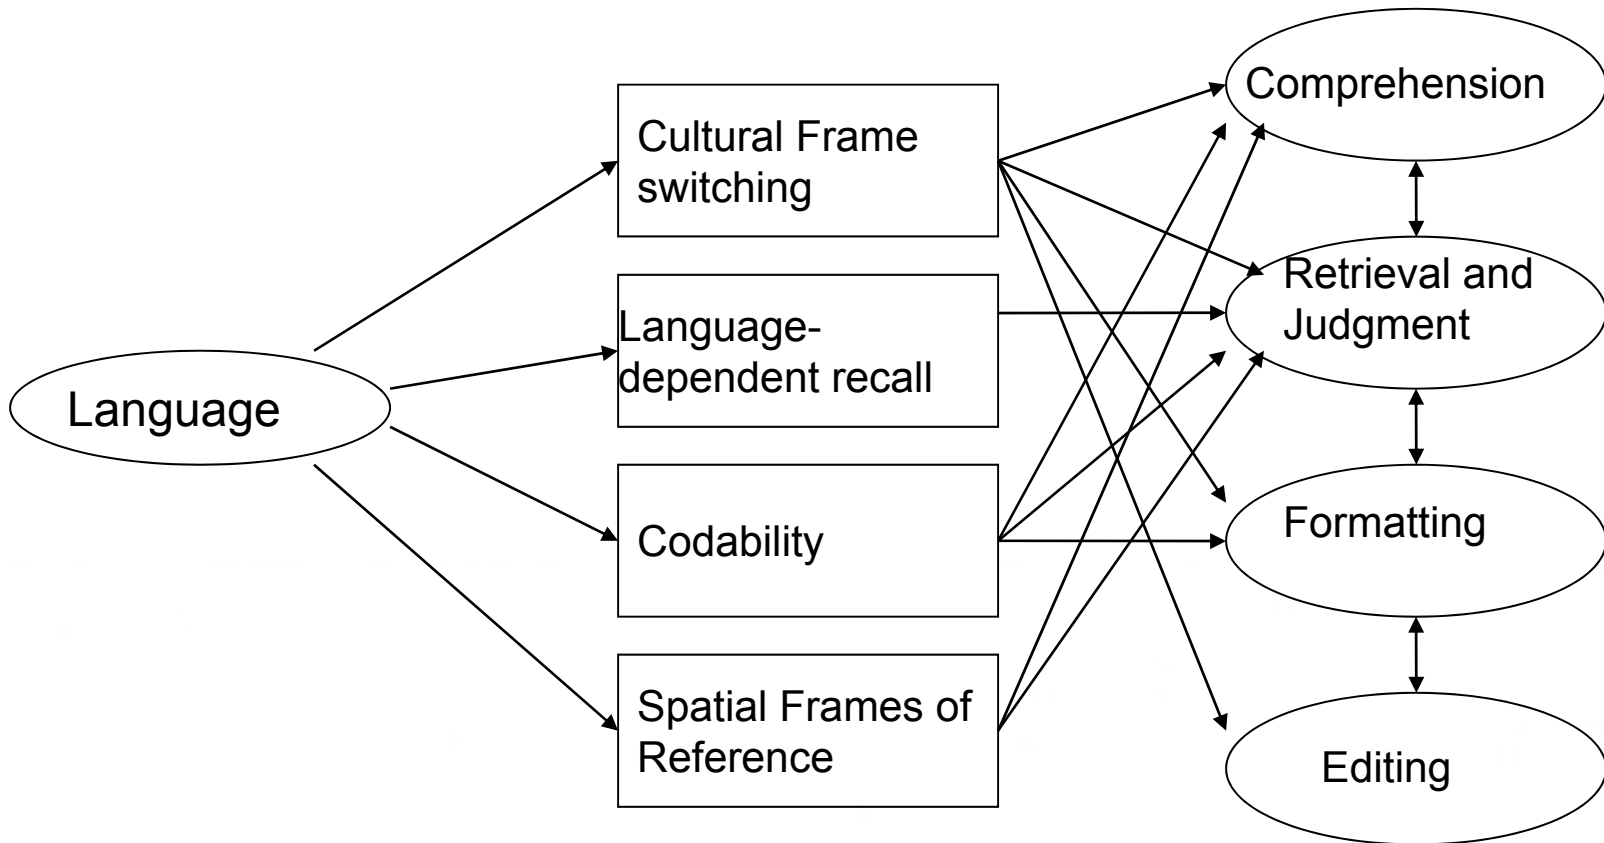 Language
Cultural Frame
switching
Language-
dependent recall
Codability
Spatial Frames of
Reference
Comprehension
Retrieval and
Judgment
Formatting
Editing